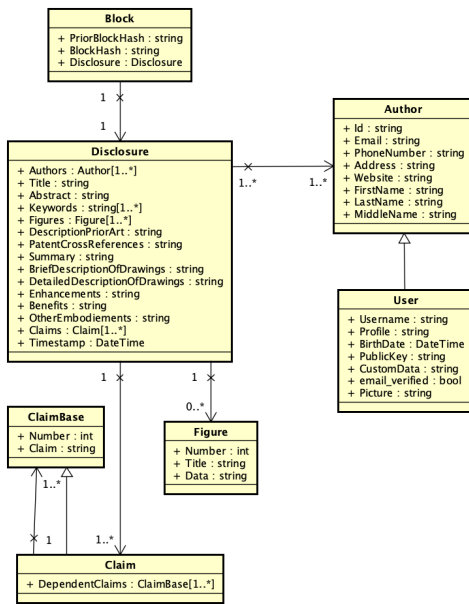 Block
+ PriorBlockHash : string
+ BlockHash : string
+ Disclosure : Disclosure
1
1
Disclosure
+ Authors : Author[1..*]
+ Title : string
+ Abstract : string
+ Keywords : string[1..*]
+ Figures : Figure[1..*]
+ DescriptionPriorArt : string
+ PatentCrossReferences : string
+ Summary : string
+ BriefDescriptionOfDrawings : string
+ DetailedDescriptionOfDrawings : string
+ Enhancements : string
+ Benefits : string
+ OtherEmbodiements : string
+ Claims : Claim[1..*]
+ Timestamp : DateTime
1..*
1..*
Author
+ Id : string
+ Email : string
+ PhoneNumber : string
+ Address : string
+ Website : string
+ FirstName : string
+ LastName : string
+ MiddleName : string
User
+ Username : string
+ Profile : string
+ BirthDate : DateTime
+ PublicKey : string
+ CustomData : string
+ email_verified : bool
+ Picture : string
1
1
0..*
ClaimBase
+ Number : int
+ Claim : string
Figure
+ Number : int
+ Title : string
+ Data : string
1..*
1
1..*
Claim
+ DependentClaims : ClaimBase[1..*]